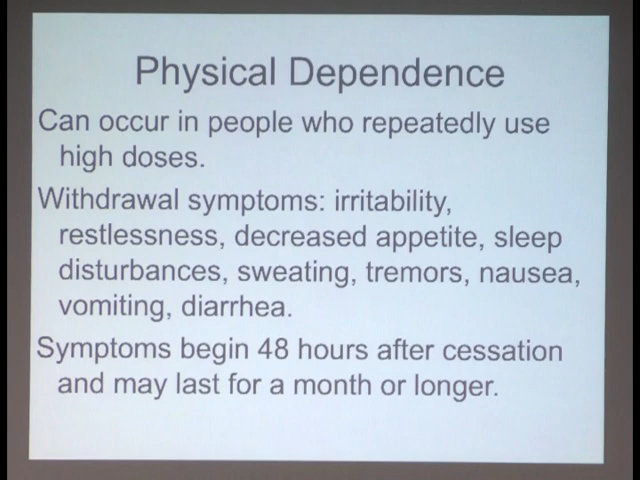 Physical Dependence
Can occur in people who repeatedly use
high doses.
Withdrawal symptoms: irritability,
restlessness, decreased appetite, sleep
disturbances, sweating, tremors, nausea,
vomiting, diarrhea.
Symptoms begin 48 hours after cessation
and may last for a month or longer.